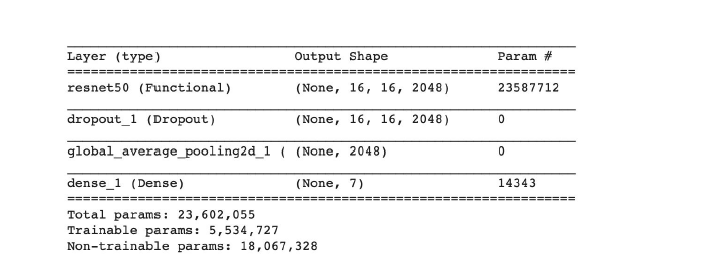 Layer (type) Output Shape Param #
=================================================================
resnet50 (Functional) (None, 16, 16, 2048) 23587712
dropout_1 (Dropout) (None, 16, 16, 2048) 0
global_average_pooling2d_1 ( (None, 2048) 0
dense_1 (Dense) (None, 7) 14343
=================================================================
Total params: 23,602,055
Trainable params: 5,534,727
Non-trainable params: 18,067,328